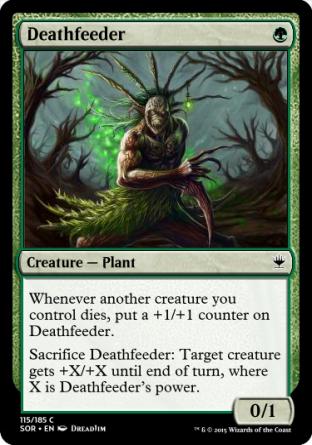 Deathfeeder
Creature — Plant
Whenever another creature you
control dies, put a +1/+1 counter on
Deathfeeder.
Sacrifice Deathfeeder: Target creature
gets +X/+X until end of turn, where
X is Deathfeeder's power.
0/1
115/185 C
SOR • EN DreadJim
™ & © 2015 Wizards of the Coast